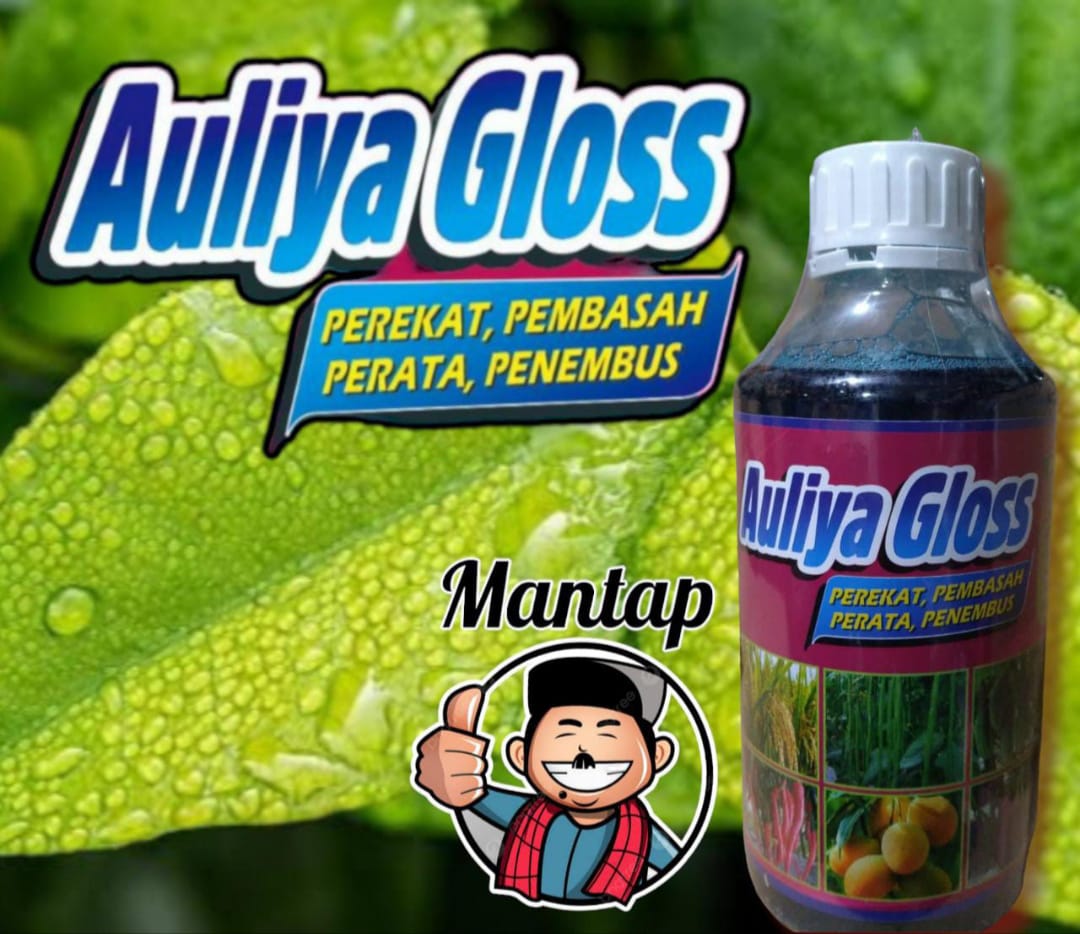 Auliya Gloss
PEREKAT, PEMBASAH
PERATA, PENEMBUS
Mantap
Auliya Gloss
PEREKAT, PEMBASAH
PERATA, PENEMBUS